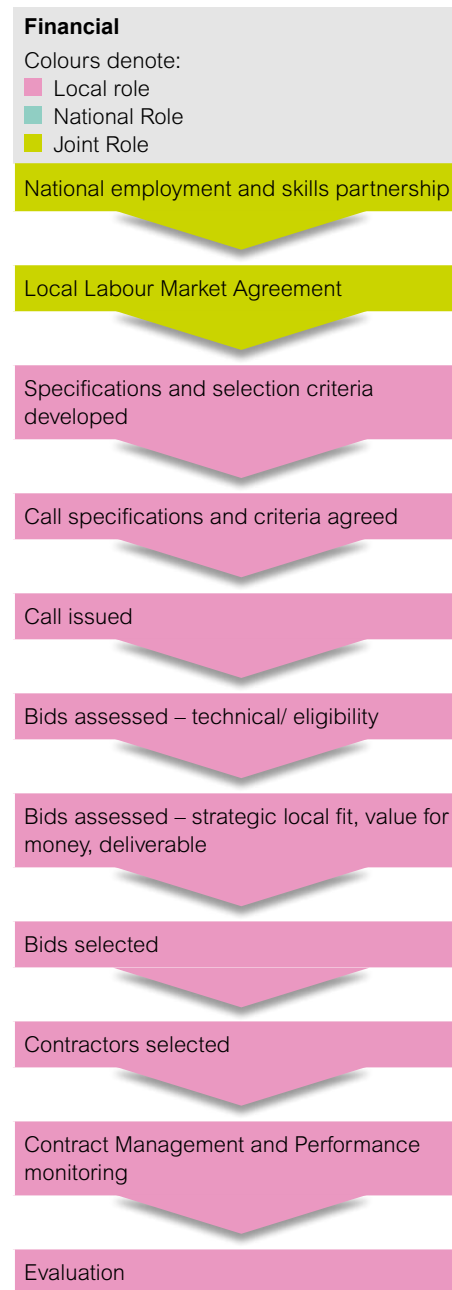 Financial
Colours denote:
Local role
National Role
Joint Role
National employment and skills partnership
Local Labour Market Agreement
Specifications and selection criteria
developed
Call specifications and criteria agreed
Call issued
Bids assessed – technical/ eligibility
Bids assessed – strategic local fit, value for
money, deliverable
Bids selected
Contractors selected
Contract Management and Performance
monitoring
Evaluation